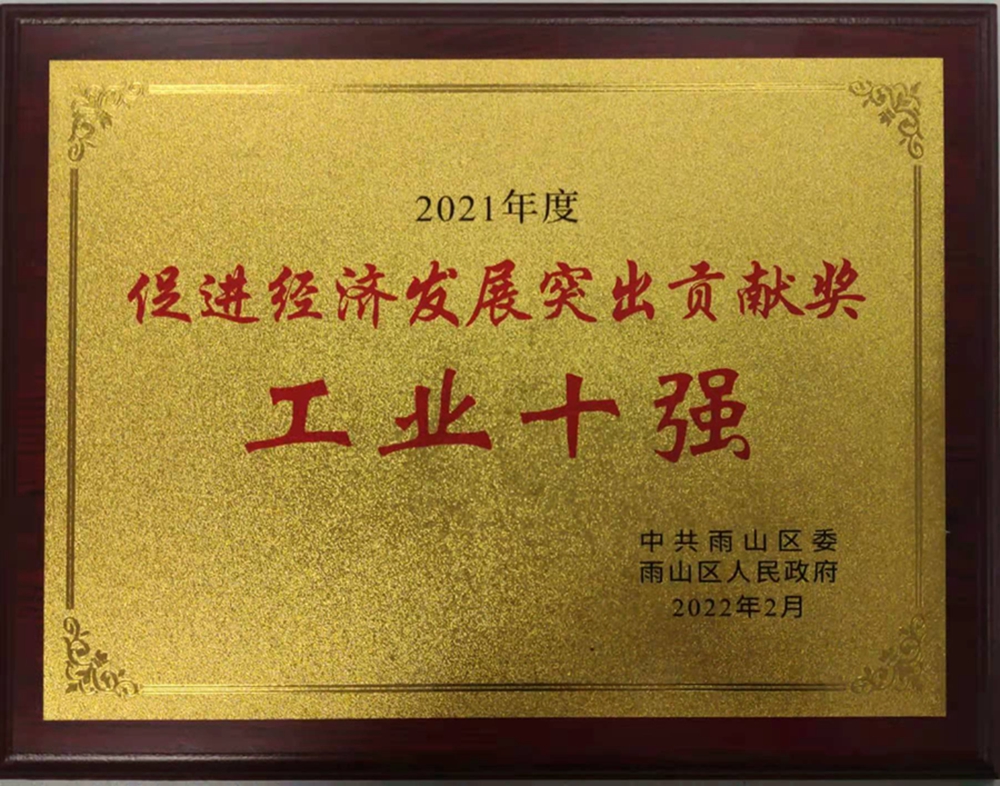 2021年度
促进经济发展突出贡献奖
工业十强
中共雨山区委
雨山区人民政府
2022年2月